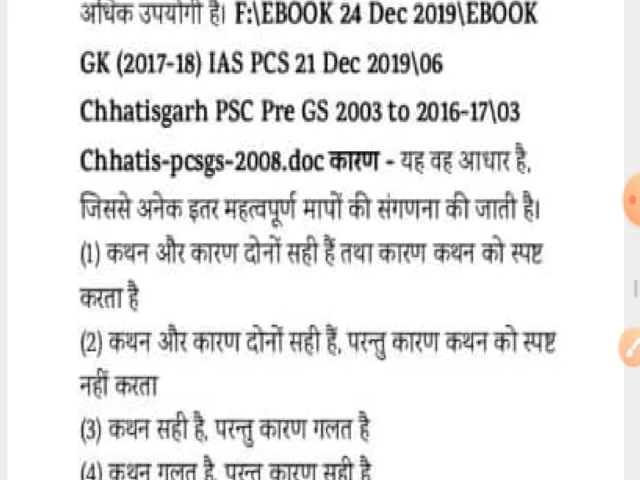 अधिक उपयोगी है। F:\EBOOK 24 Dec 2019\EBOOK
GK (2017-18) IAS PCS 21 Dec 2019\06
Chhatisgarh PSC Pre GS 2003 to 2016-17\03
Chhatis-pcsgs-2008.doc कारण - यह वह आधार है,
जिससे अनेक इतर महत्वपूर्ण मापों की संगणना की जाती है।
(1) कथन और कारण दोनों सही हैं तथा कारण कथन को स्पष्ट
करता है
(2) कथन और कारण दोनों सही हैं, परन्तु कारण कथन को स्पष्ट
नहीं करता
(3) कथन सही है, परन्तु कारण गलत है
(4) कथन गलत है, परन्तु कारण सही है